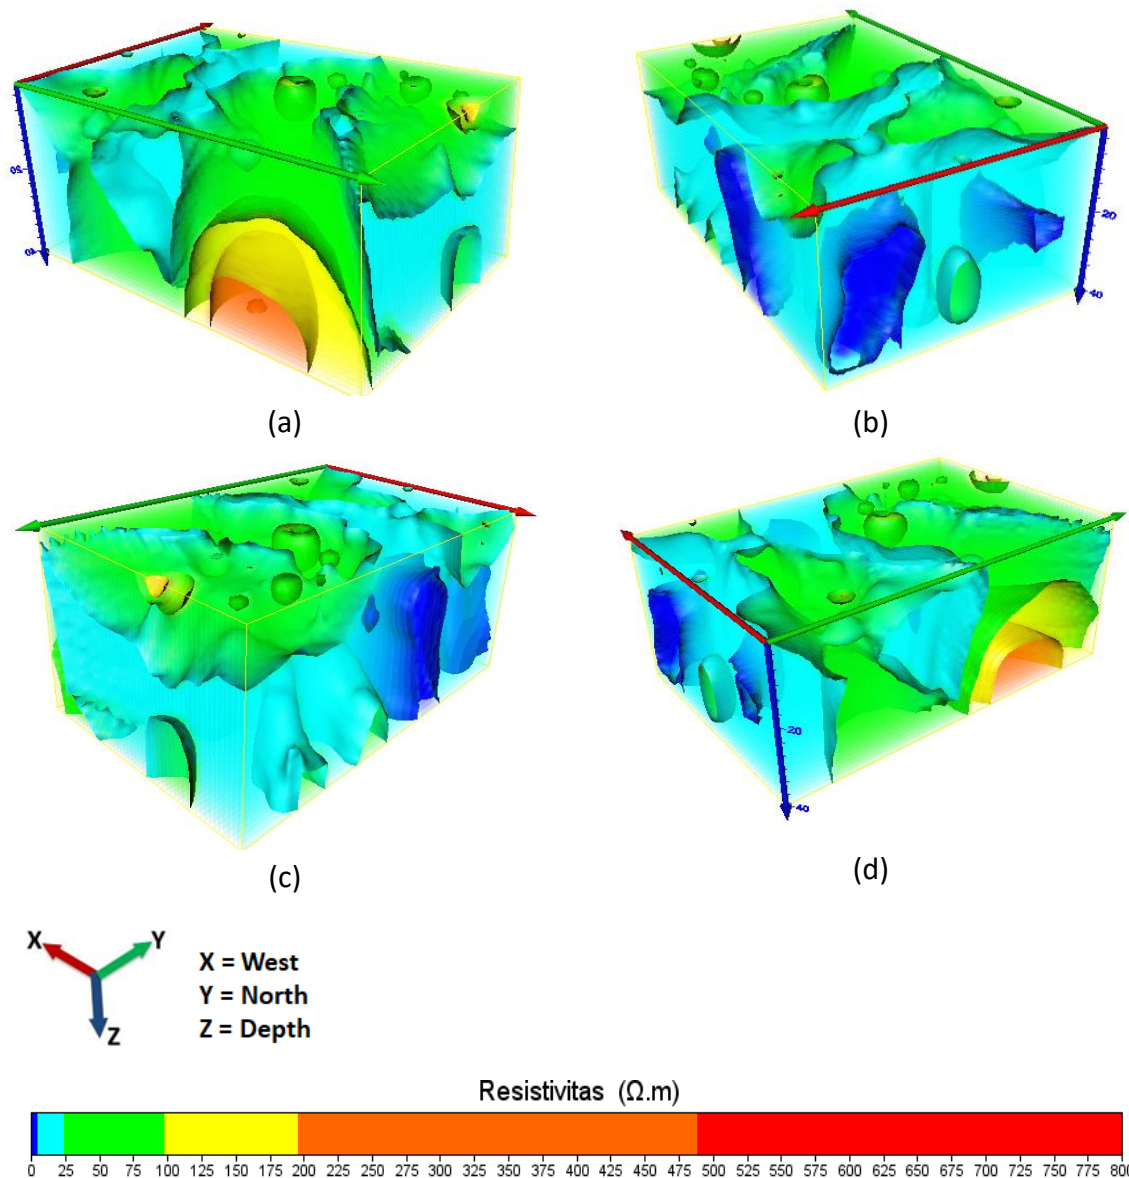 20
40
(a)
20
40
(b)
(c)
20
40
(d)
X Y
Z
X = West
Y = North
Z = Depth
Resistivitas (Ω.m)
0 25 50 75 100 125 150 175 200 225 250 275 300 325 350 375 400 425 450 475 500 525 550 575 600 625 650 675 700 725 750 775 800